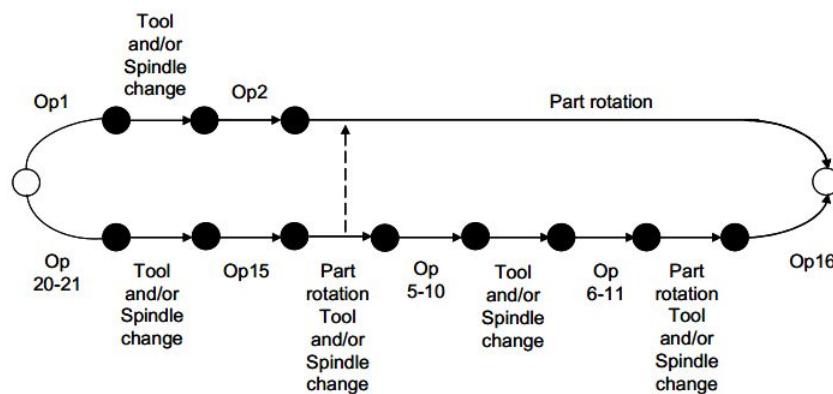 Tool
and/or
Spindle
change
Op1
Op2
Part rotation
Op
20-21
Tool
and/or
Spindle
change
Op15
Part
rotation
Tool
and/or
Spindle
change
Op
5-10
Tool
and/or
Spindle
change
Op
6-11
Part
rotation
Tool
and/or
Spindle
change
Op16